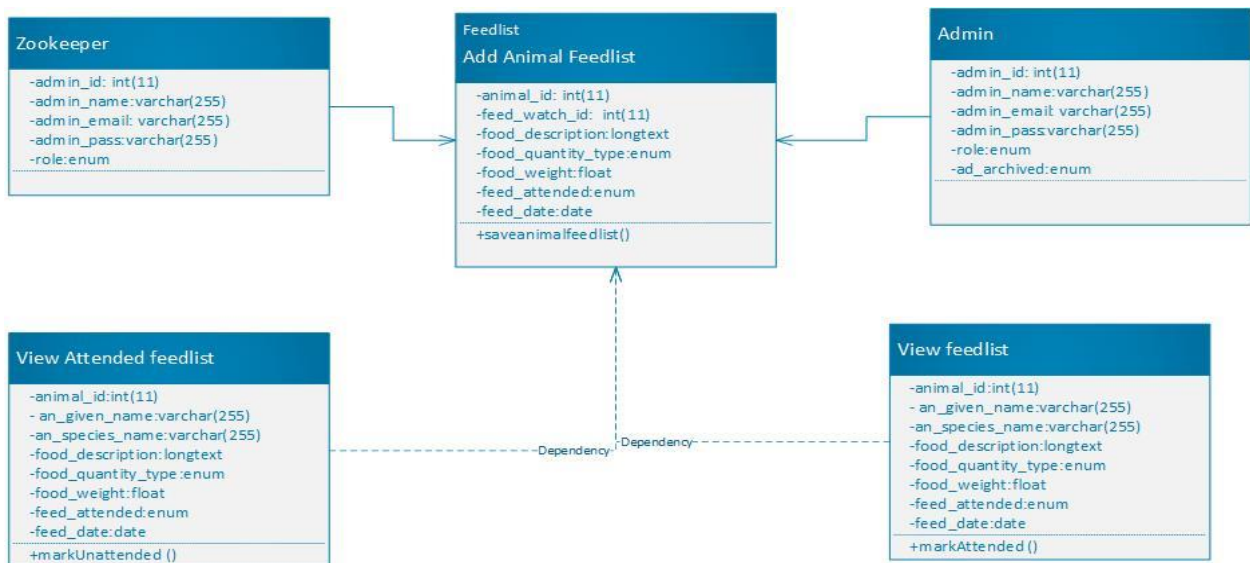 Zookeeper
-admin_id: int(11)
-admin_name:varchar(255)
-admin_email: varchar(255)
-admin_pass:varchar(255)
-role:enum
Feedlist
Add Animal Feedlist
-animal_id: int(11)
-feed_watch_id: int(11)
-food_description:longtext
-food_quantity_type:enum
-food_weight:float
-feed_attended:enum
-feed_date:date
+saveanimalfeedlist()
Admin
-admin_id: int(11)
-admin_name:varchar(255)
-admin_email: varchar(255)
-admin_pass:varchar(255)
-role:enum
-ad_archived:enum
View Attended feedlist
-animal_id:int(11)
- an_given_name:varchar(255)
-an_species_name:varchar(255)
-food_description:longtext
-food_quantity_type:enum
-food_weight:float
-feed_attended:enum
-feed_date:date
+markUnattended ()
Dependency
Dependency
View feedlist
-animal_id:int(11)
- an_given_name:varchar(255)
-an_species_name:varchar(255)
-food_description:longtext
-food_quantity_type:enum
-food_weight:float
-feed_attended:enum
-feed_date:date
+markAttended ()